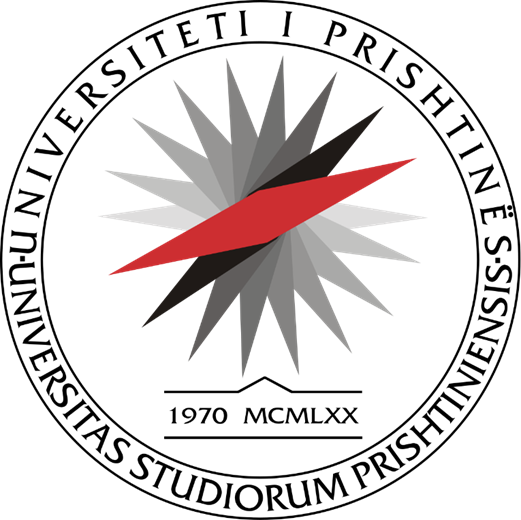 UNIVERSITETI I PRISHTINËS
UNIVERSITAS STUDIORUM PRISHTINIENSIS
1970 MCMLXX